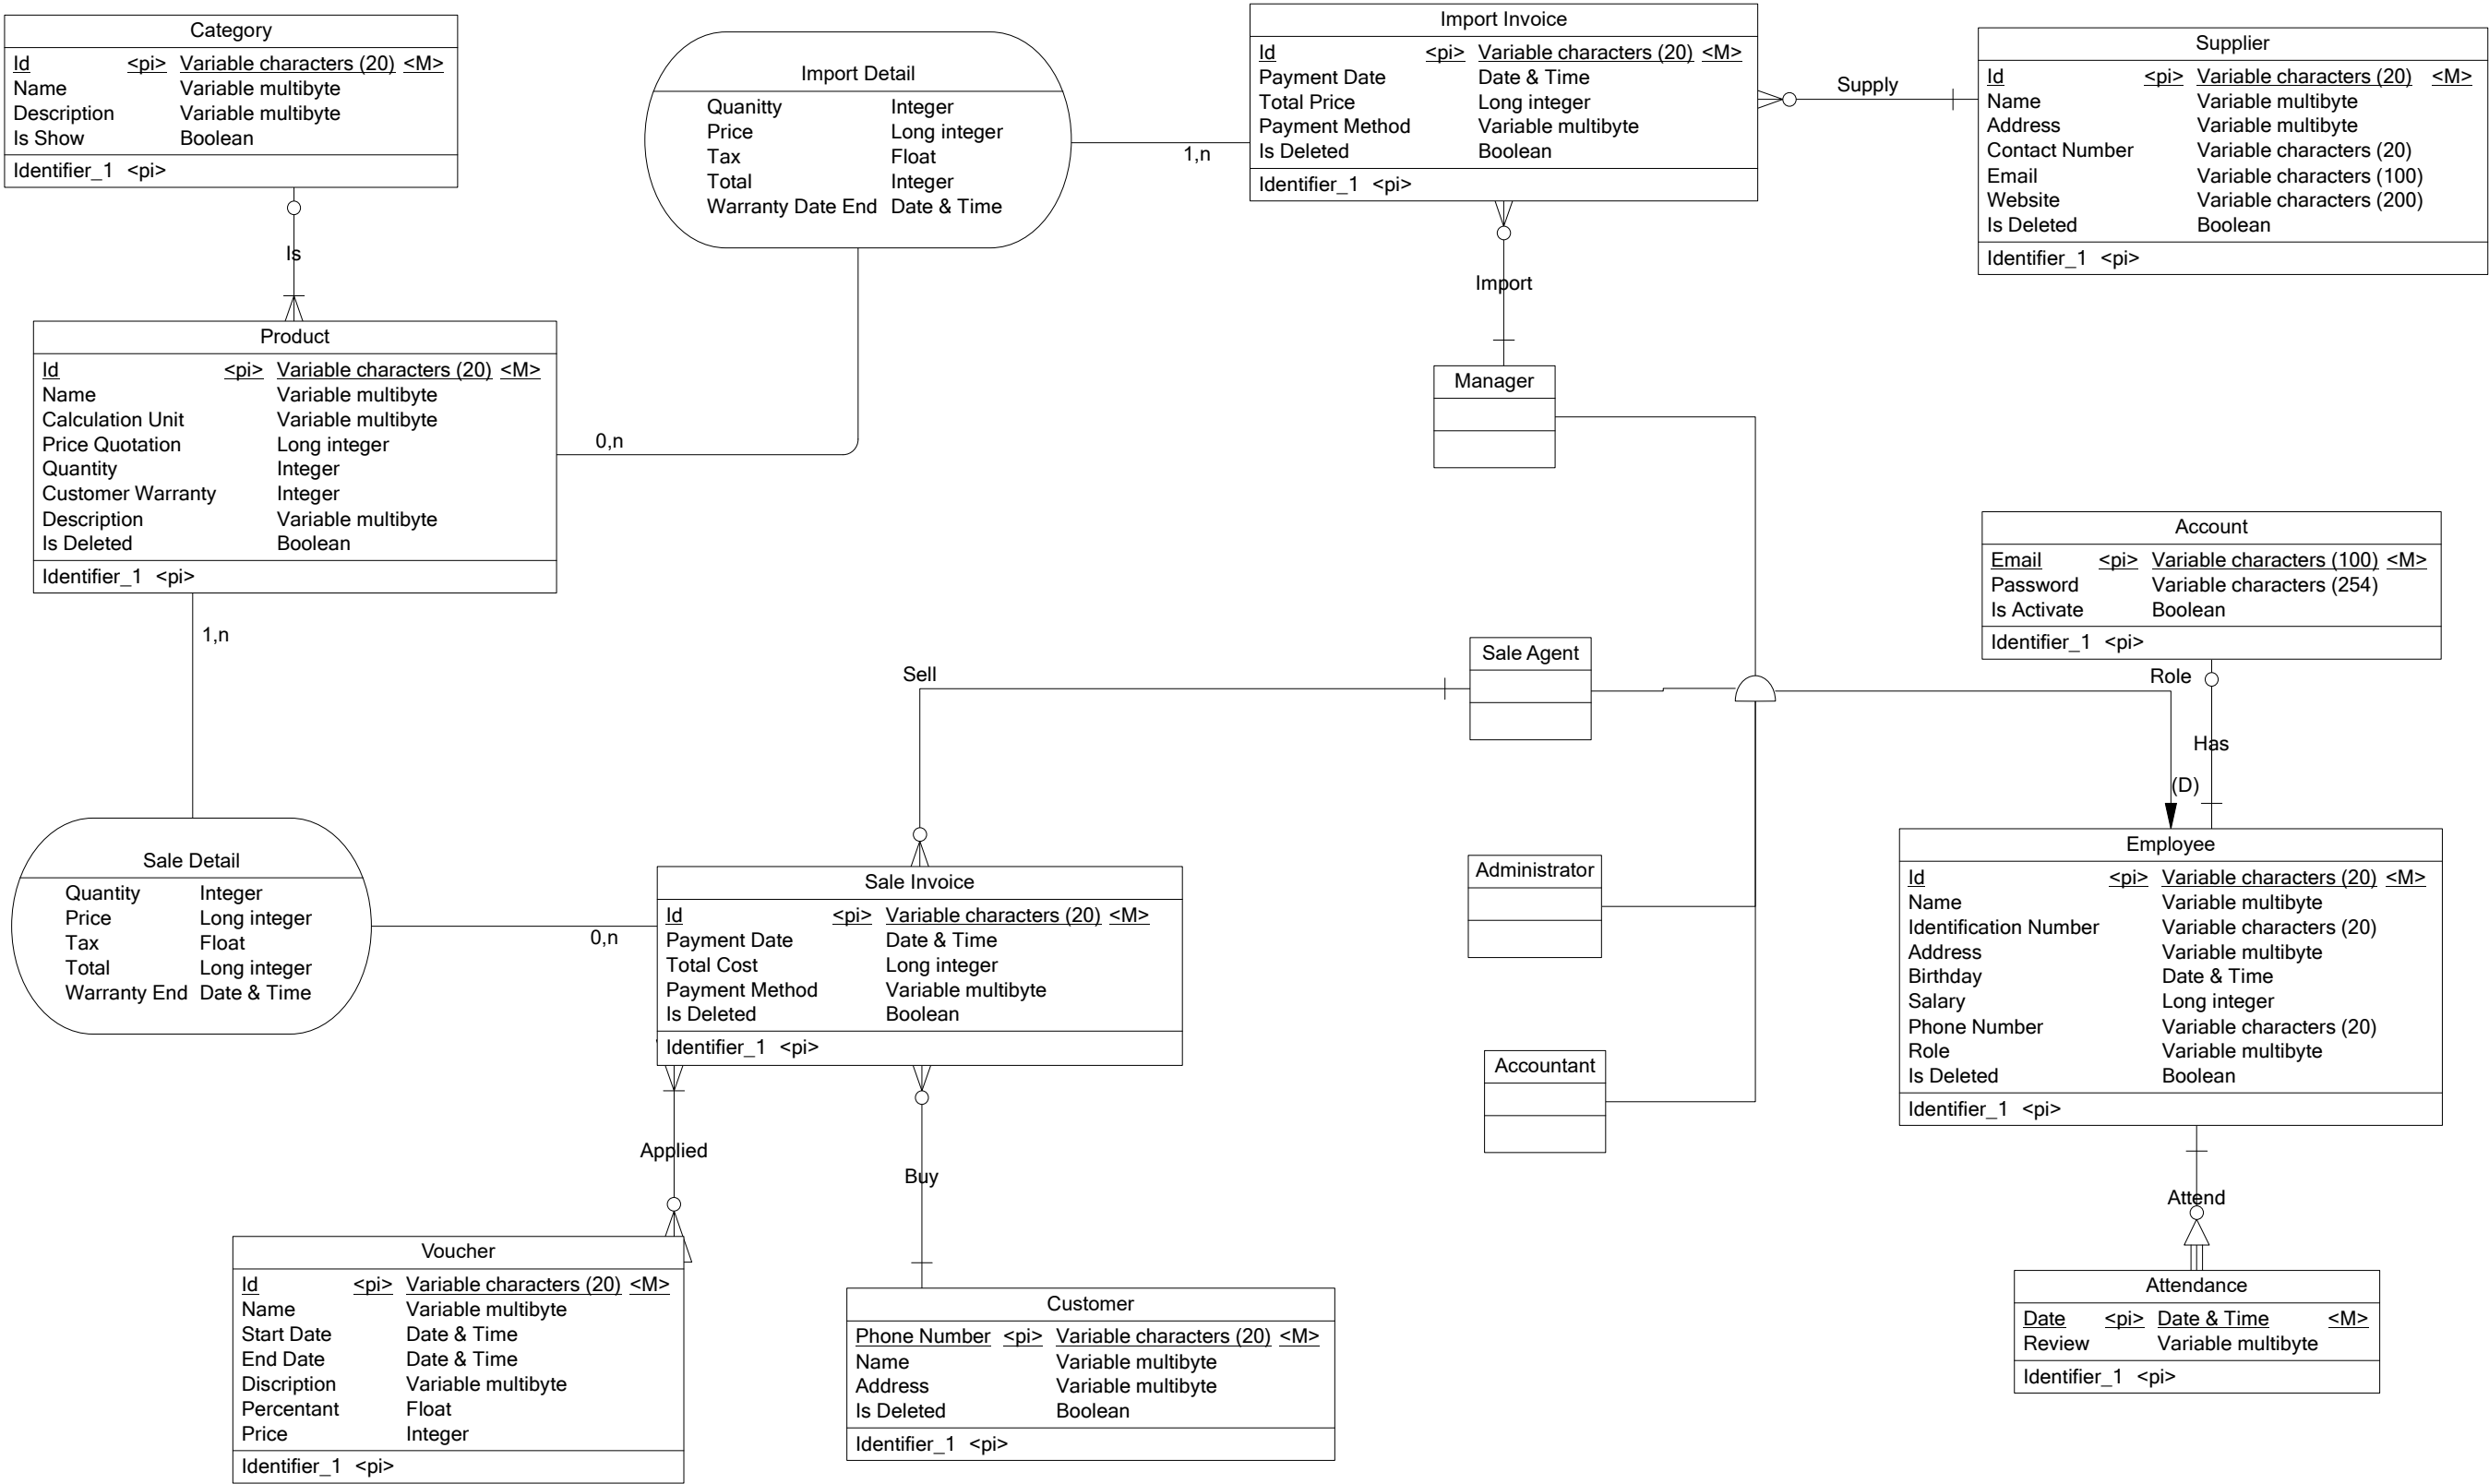 Category
Id <pi> Variable characters (20) <M>
Name Variable multibyte
Description Variable multibyte
Is Show Boolean
Identifier_1 <pi>
Is
Import Detail
Quanitty Integer
Price Long integer
Tax Float
Total Integer
Warranty Date End Date & Time
1,n
0,n
Import Invoice
Id <pi> Variable characters (20) <M>
Payment Date Date & Time
Total Price Long integer
Payment Method Variable multibyte
Is Deleted Boolean
Identifier_1 <pi>
Supply
Supplier
Id <pi> Variable characters (20) <M>
Name Variable multibyte
Address Variable multibyte
Contact Number Variable characters (20)
Email Variable characters (100)
Website Variable characters (200)
Is Deleted Boolean
Identifier_1 <pi>
Import
Manager
Product
Id <pi> Variable characters (20) <M>
Name Variable multibyte
Calculation Unit Variable multibyte
Price Quotation Long integer
Quantity Integer
Customer Warranty Integer
Description Variable multibyte
Is Deleted Boolean
Identifier_1 <pi>
1,n
Account
Email <pi> Variable characters (100) <M>
Password Variable characters (254)
Is Activate Boolean
Identifier_1 <pi>
Role
Has
(D)
Sell
Sale Agent
Administrator
Accountant
Sale Detail
Quantity Integer
Price Long integer
Tax Float
Total Long integer
Warranty End Date & Time
0,n
Sale Invoice
Id <pi> Variable characters (20) <M>
Payment Date Date & Time
Total Cost Long integer
Payment Method Variable multibyte
Is Deleted Boolean
Identifier_1 <pi>
Employee
Id <pi> Variable characters (20) <M>
Name Variable multibyte
Identification Number Variable characters (20)
Address Variable multibyte
Birthday Date & Time
Salary Long integer
Phone Number Variable characters (20)
Role Variable multibyte
Is Deleted Boolean
Identifier_1 <pi>
Applied
Buy
Attend
Voucher
Id <pi> Variable characters (20) <M>
Name Variable multibyte
Start Date Date & Time
End Date Date & Time
Discription Variable multibyte
Percentant Float
Price Integer
Identifier_1 <pi>
Customer
Phone Number <pi> Variable characters (20) <M>
Name Variable multibyte
Address Variable multibyte
Is Deleted Boolean
Identifier_1 <pi>
Attendance
Date <pi> Date & Time <M>
Review Variable multibyte
Identifier_1 <pi>